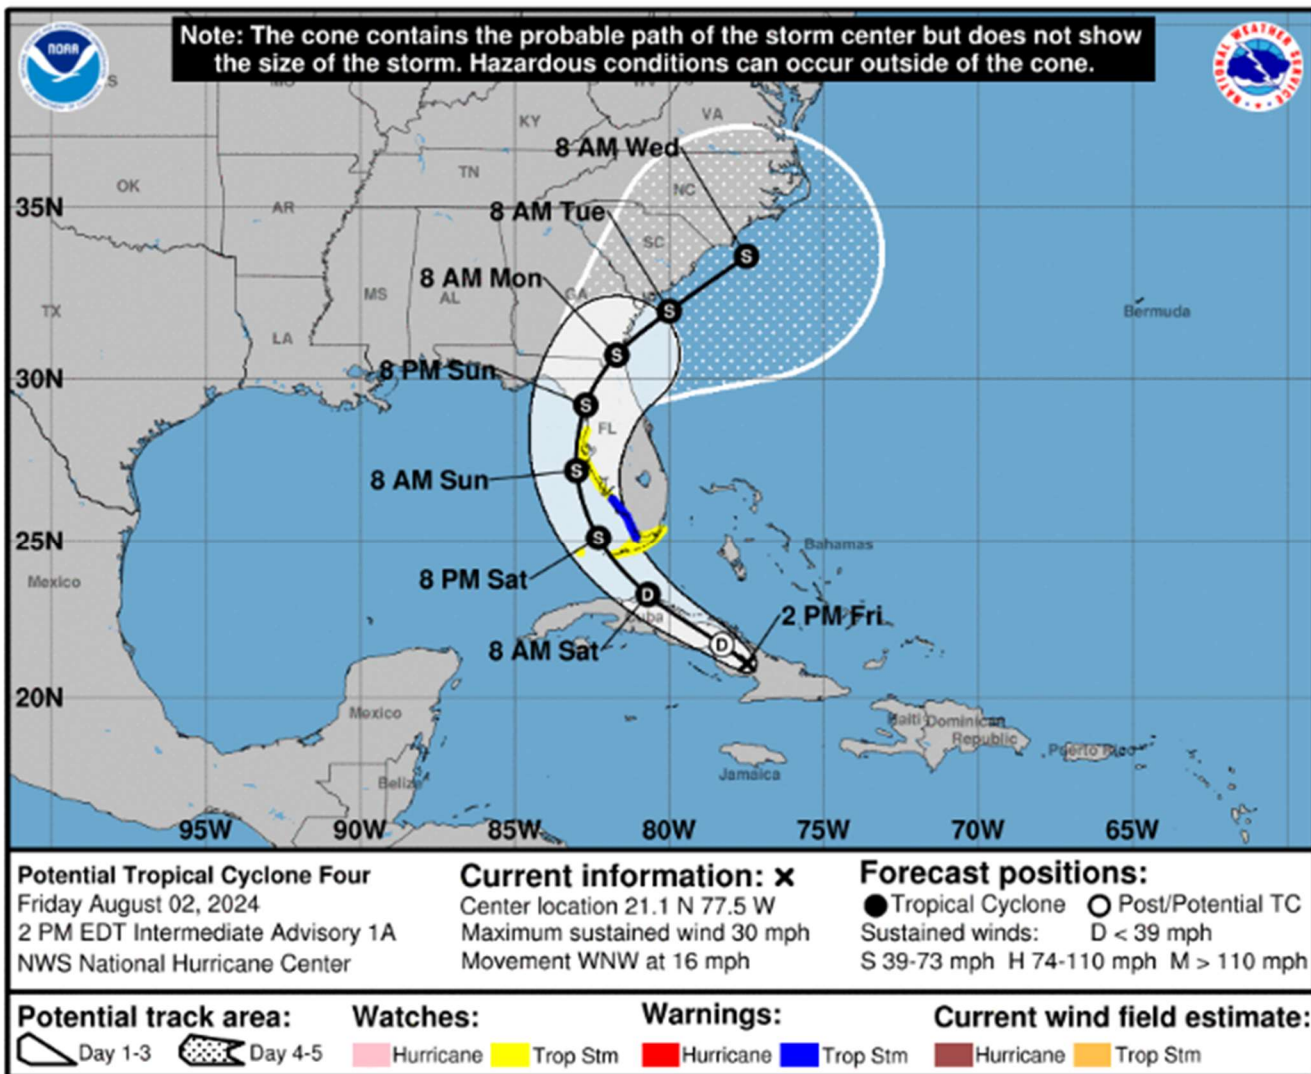 Note: The cone contains the probable path of the storm center but does not show
the size of the storm. Hazardous conditions can occur outside of the cone.
NOAA
NATIONAL WEATHER SERVICE
KY
VA
8 AM Wed
OK
TN
NC
35N
AR
8 AM Tue
SC
8 AM Mon
MS
AL
GA
TX
Bermuda
LA
8 PM Sun
30N
FL
8 AM Sun
25N
Bahamas
Mexico
8 PM Sat
2 PM Fri
Cuba
8 AM Sat
20N
Mexico
Haiti
Dominican
Republic
Puerto Rico
Jamaica
Belize
95W 90W 85W 80W 75W 70W 65W
S
S
S
S
S
S
D
D
Potential Tropical Cyclone Four
Friday August 02, 2024
2 PM EDT Intermediate Advisory 1A
NWS National Hurricane Center
Current information: x
Center location 21.1 N 77.5 W
Maximum sustained wind 30 mph
Movement WNW at 16 mph
Forecast positions:
Tropical Cyclone Post/Potential TC
Sustained winds: D < 39 mph
S 39-73 mph H 74-110 mph M > 110 mph
Potential track area:
Day 1-3 Day 4-5
Watches:
Hurricane Trop Stm
Warnings:
Hurricane Trop Stm
Current wind field estimate:
Hurricane Trop Stm